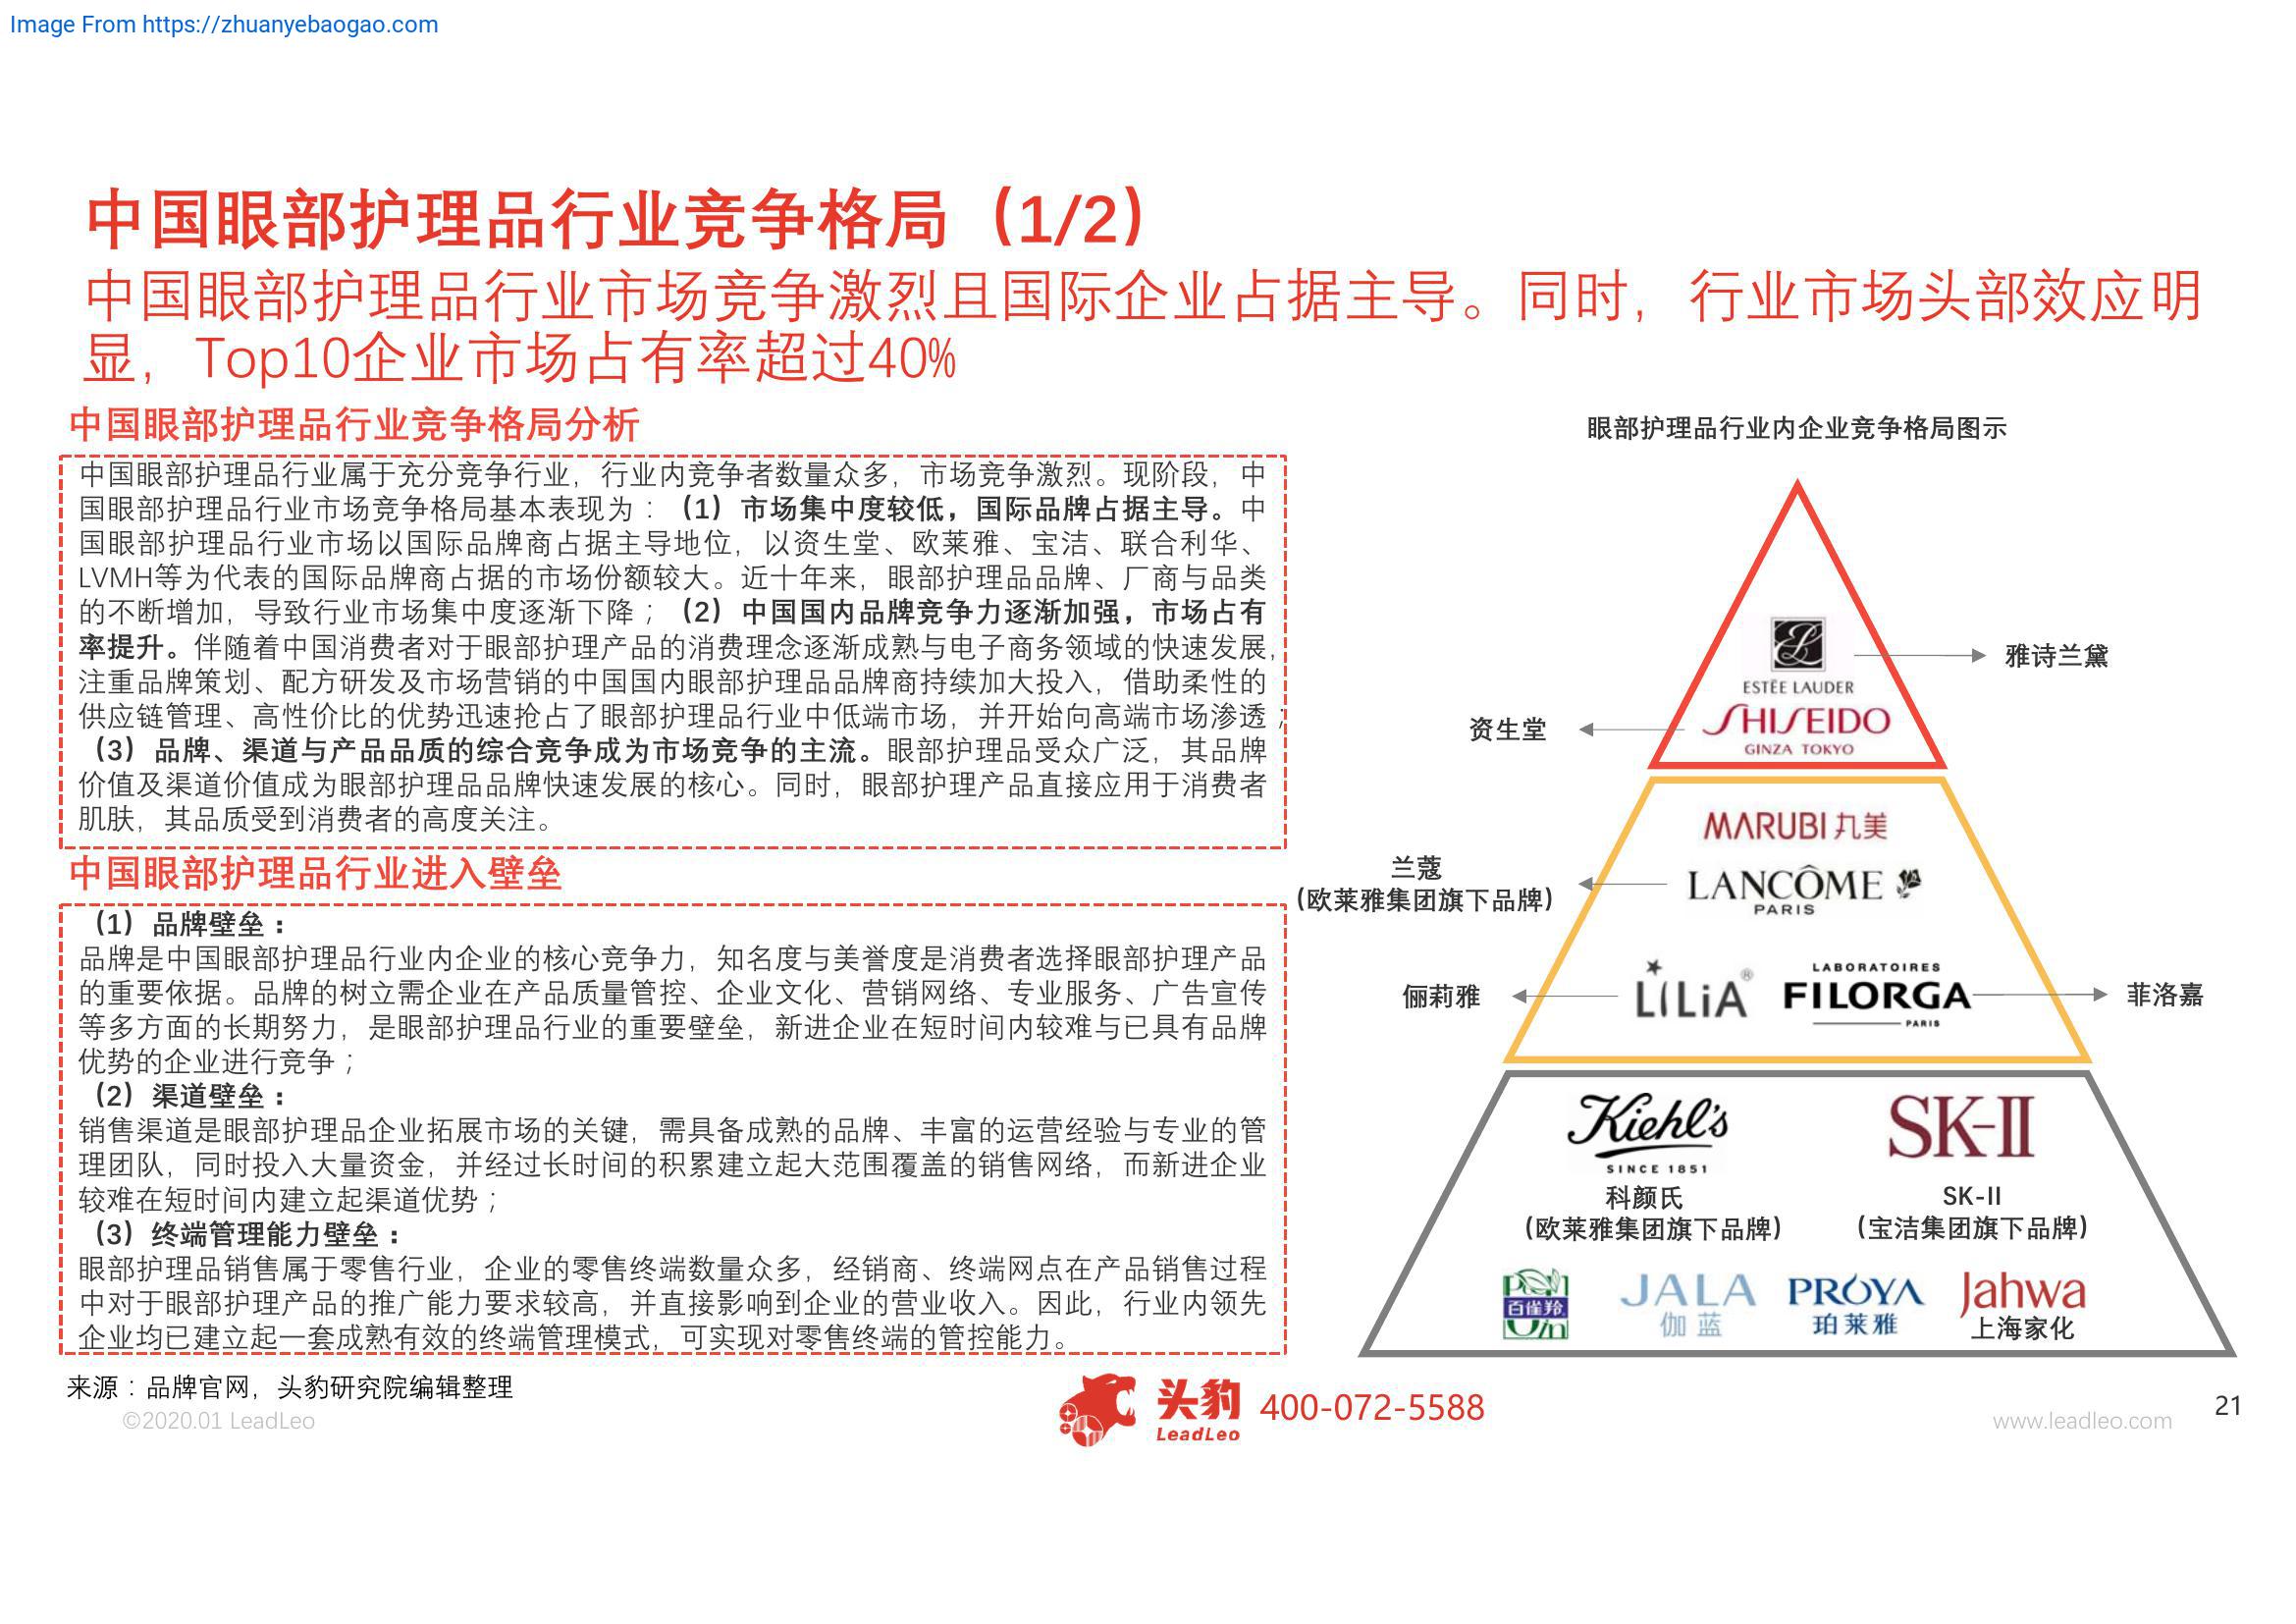 Image From https://zhuanyebaogao.com
中国眼部护理品行业竞争格局（1/2）
中国眼部护理品行业市场竞争激烈且国际企业占据主导。同时，行业市场头部效应明
显，Top10企业市场占有率超过40%
中国眼部护理品行业竞争格局分析
中国眼部护理品行业属于充分竞争行业，行业内竞争者数量众多，市场竞争激烈。现阶段，中
国眼部护理品行业市场竞争格局基本表现为：（1）市场集中度较低，国际品牌占据主导。中
国眼部护理品行业市场以国际品牌商占据主导地位，以资生堂、欧莱雅、宝洁、联合利华、
LVMH等为代表的国际品牌商占据的市场份额较大。近十年来，眼部护理品品牌、厂商与品类
的不断增加，导致行业市场集中度逐渐下降；（2）中国国内品牌竞争力逐渐加强，市场占有
率提升。伴随着中国消费者对于眼部护理产品的消费理念逐渐成熟与电子商务领域的快速发展，
注重品牌策划、配方研发及市场营销的中国国内眼部护理品品牌商持续加大投入，借助柔性的
供应链管理、高性价比的优势迅速抢占了眼部护理品行业中低端市场，并开始向高端市场渗透；
（3）品牌、渠道与产品品质的综合竞争成为市场竞争的主流。眼部护理品受众广泛，其品牌
价值及渠道价值成为眼部护理品品牌快速发展的核心。同时，眼部护理产品直接应用于消费者
肌肤，其品质受到消费者的高度关注。
中国眼部护理品行业进入壁垒
（1）品牌壁垒：
品牌是中国眼部护理品行业内企业的核心竞争力，知名度与美誉度是消费者选择眼部护理产品
的重要依据。品牌的树立需企业在产品质量管控、企业文化、营销网络、专业服务、广告宣传
等多方面的长期努力，是眼部护理品行业的重要壁垒，新进企业在短时间内较难与已具有品牌
优势的企业进行竞争；
（2）渠道壁垒：
销售渠道是眼部护理品企业拓展市场的关键，需具备成熟的品牌、丰富的运营经验与专业的管
理团队，同时投入大量资金，并经过长时间的积累建立起大范围覆盖的销售网络，而新进企业
较难在短时间内建立起渠道优势；
（3）终端管理能力壁垒：
眼部护理品销售属于零售行业，企业的零售终端数量众多，经销商、终端网点在产品销售过程
中对于眼部护理产品的推广能力要求较高，并直接影响到企业的营业收入。因此，行业内领先
企业均已建立起一套成熟有效的终端管理模式，可实现对零售终端的管控能力。
眼部护理品行业内企业竞争格局图示
ESTĒE LAUDER
雅诗兰黛
资生堂
SHISEIDO
GINZA TOKYO
MARUBI 丸美
兰蔻
（欧莱雅集团旗下品牌）
LANCÔME
PARIS
俪莉雅
LiLiA®
LABORATOIRES
FILORGA
PARIS
菲洛嘉
Kiehl's
SINCE 1851
科颜氏
（欧莱雅集团旗下品牌）
SK-II
SK-II
（宝洁集团旗下品牌）
百雀羚
JALA
伽蓝
PRÓYA
珀莱雅
Jahwa
上海家化
来源：品牌官网，头豹研究院编辑整理
©2020.01 LeadLeo
头豹
LeadLeo
400-072-5588
www.leadleo.com
21